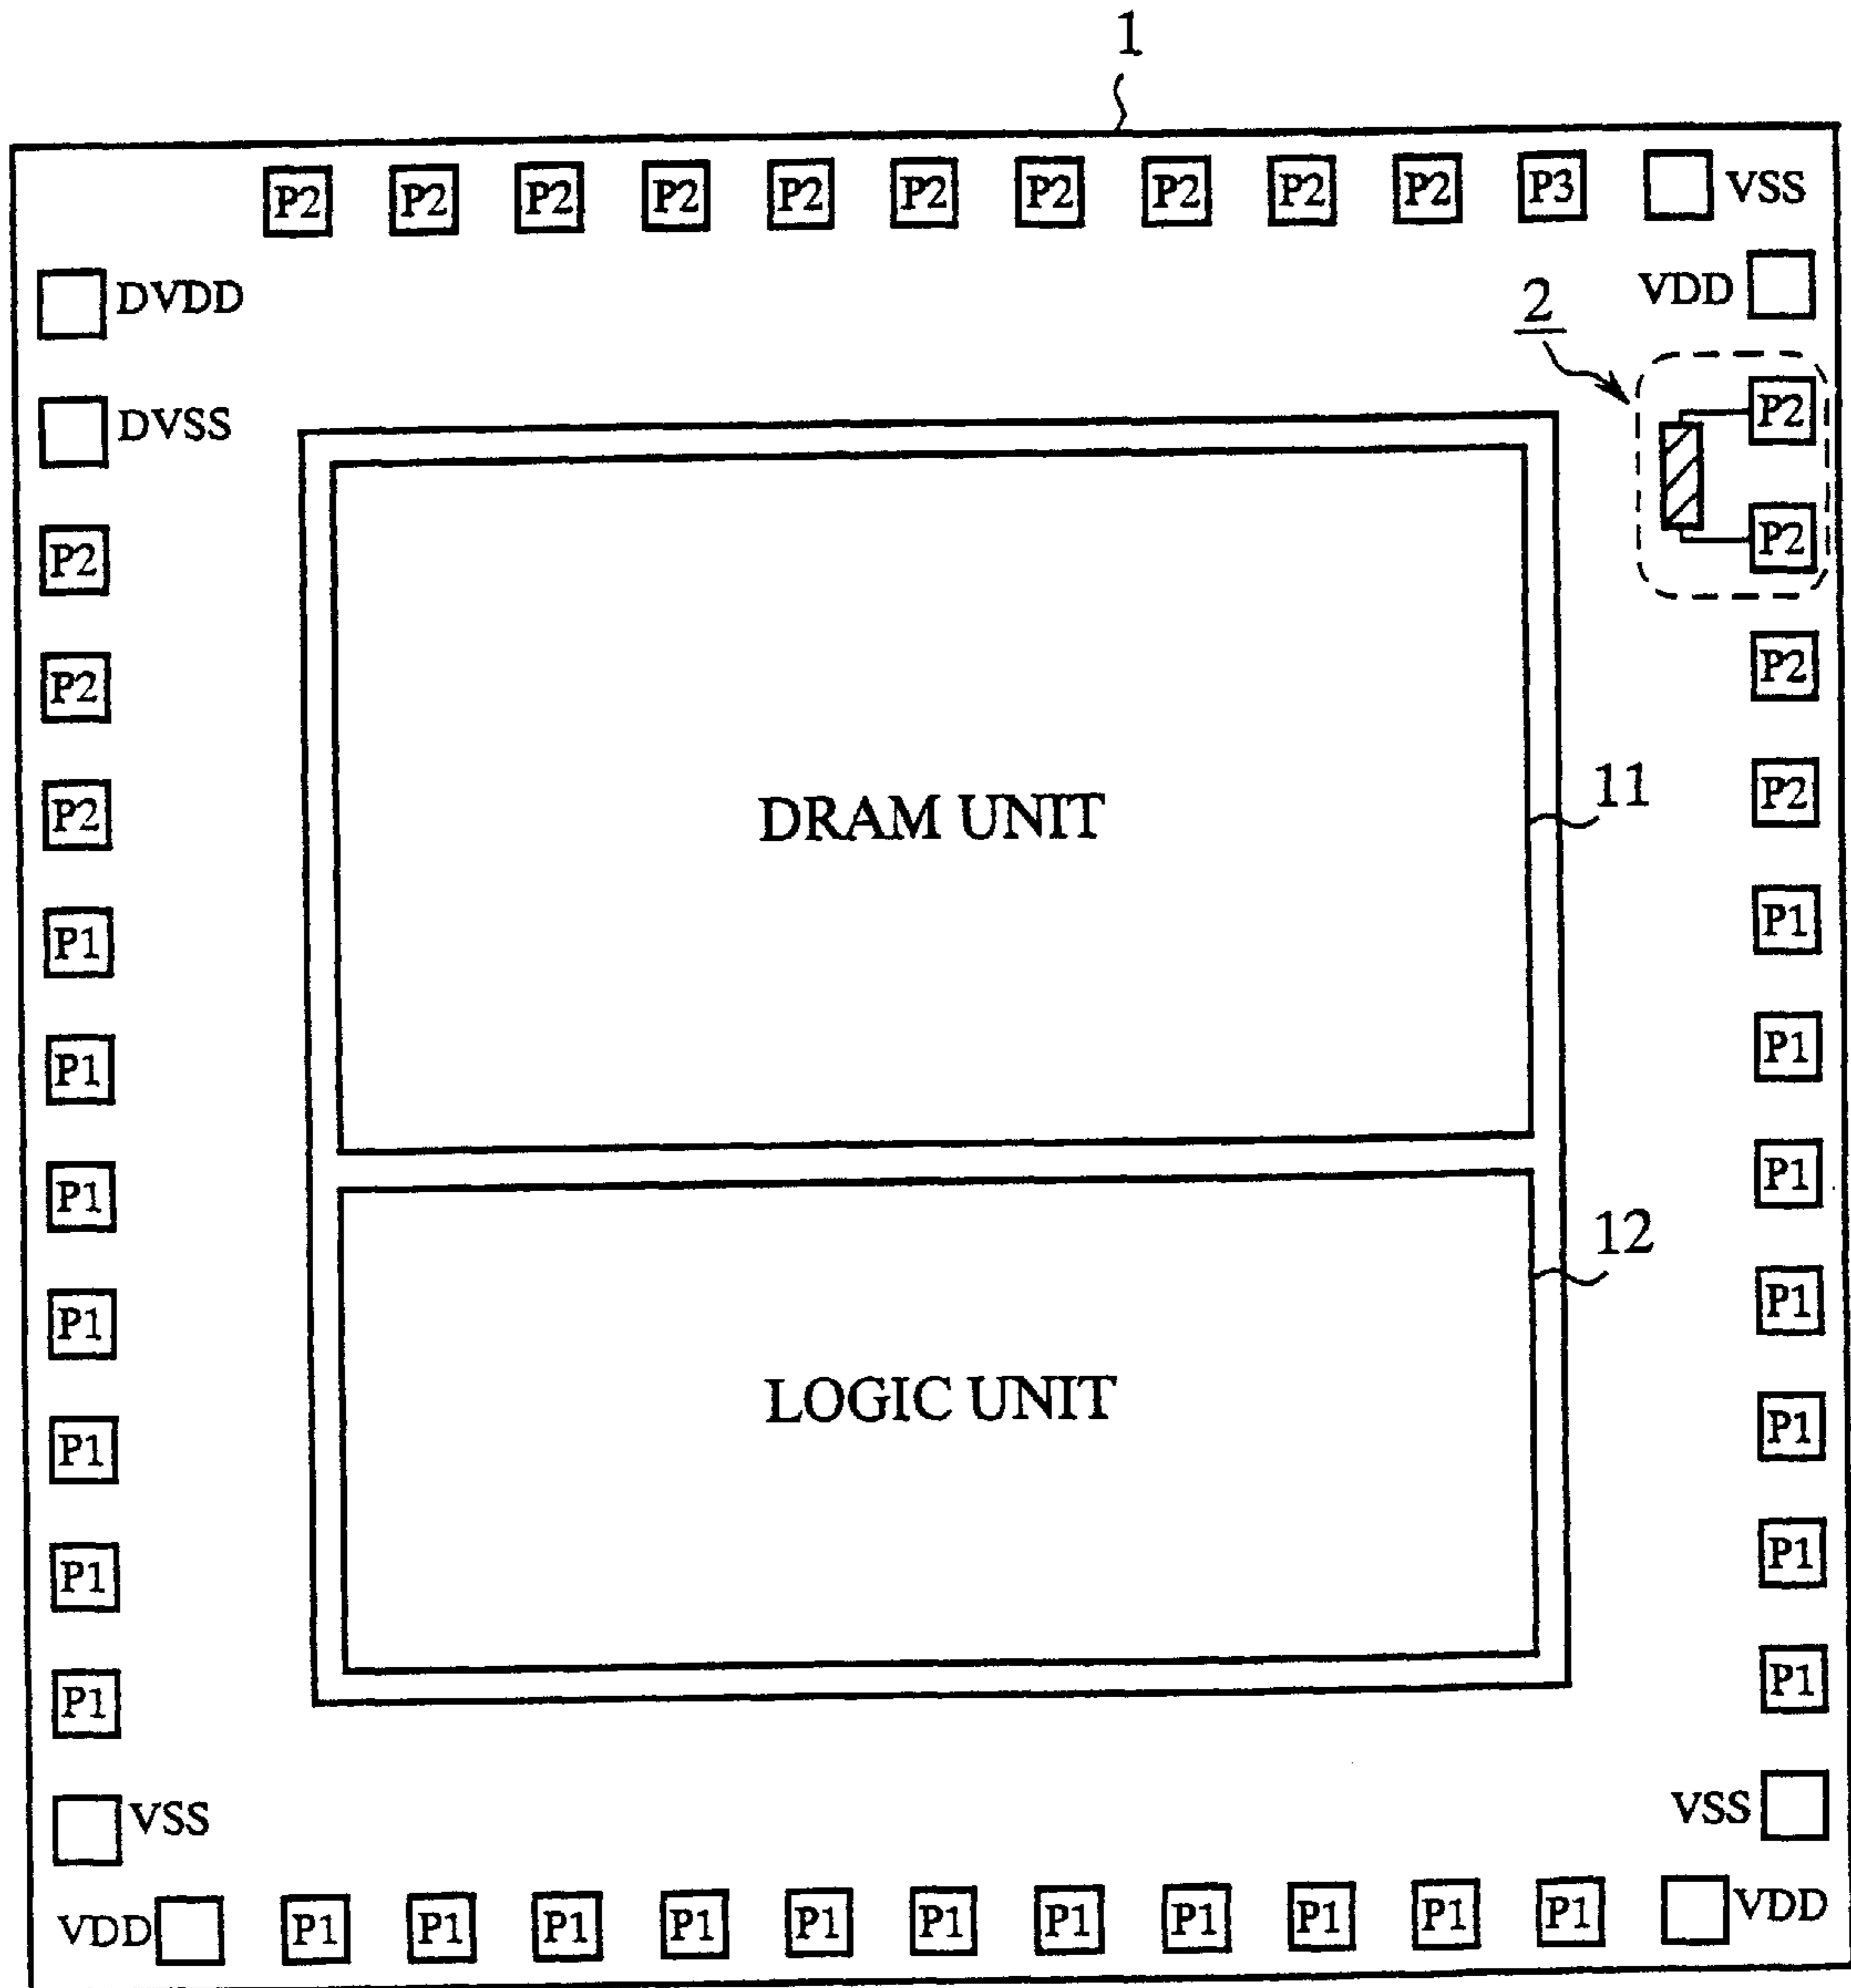 1
P2 P2 P2 P2 P2 P2 P2 P2 P2 P2 P3 VSS
DVDD
VDD
2
DVSS
P2
P2
P2
P2
P2
P2
P2
DRAM UNIT
11
P1
P1
P1
P1
P1
P1
12
P1
P1
LOGIC UNIT
P1
P1
P1
P1
P1
P1
VSS
VSS
VDD P1 P1 P1 P1 P1 P1 P1 P1 P1 P1 P1 VDD